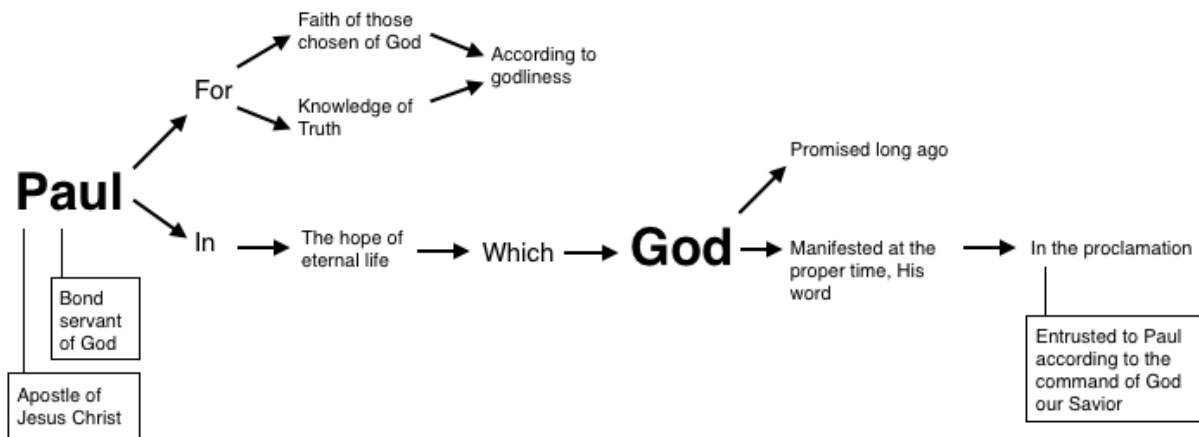 Faith of those
chosen of God
According to
godliness
For
Knowledge of
Truth
Promised long ago
Paul
In
The hope of
eternal life
Which
God
Manifested at the
proper time, His
word
In the proclamation
Bond
servant
of God
Apostle of
Jesus Christ
Entrusted to Paul
according to the
command of God
our Savior